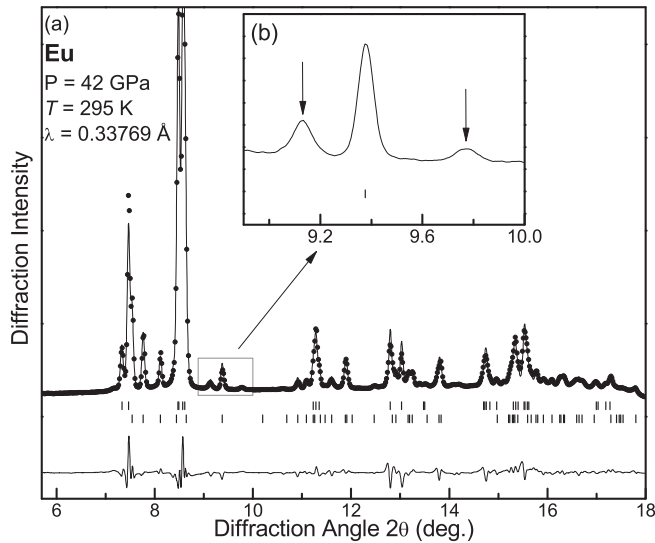 (a)
Eu
P = 42 GPa
T = 295 K
λ = 0.33769 Å
(b)
9.2 9.6 10.0
Diffraction Intensity
6 8 10 12 14 16 18
Diffraction Angle 2θ (deg.)